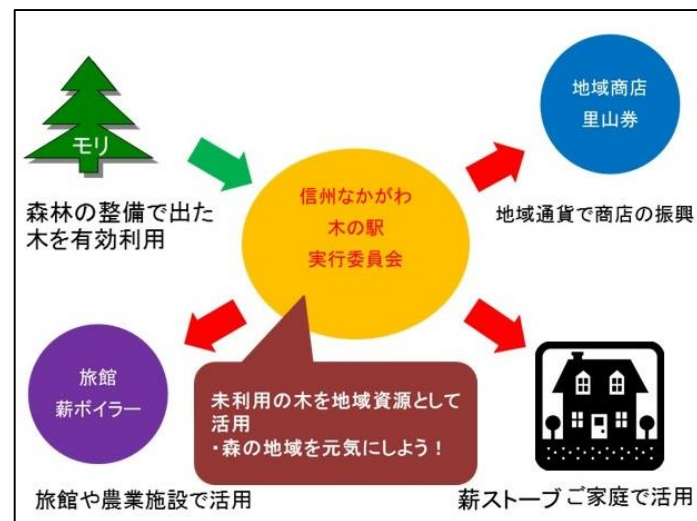 モリ
森林の整備で出た
木を有効利用
信州なかがわ
木の駅
実行委員会
地域商店
里山券
地域通貨で商店の振興
旅館
薪ボイラー
旅館や農業施設で活用
未利用の木を地域資源として
活用
・森の地域を元気にしよう！
薪ストーブご家庭で活用